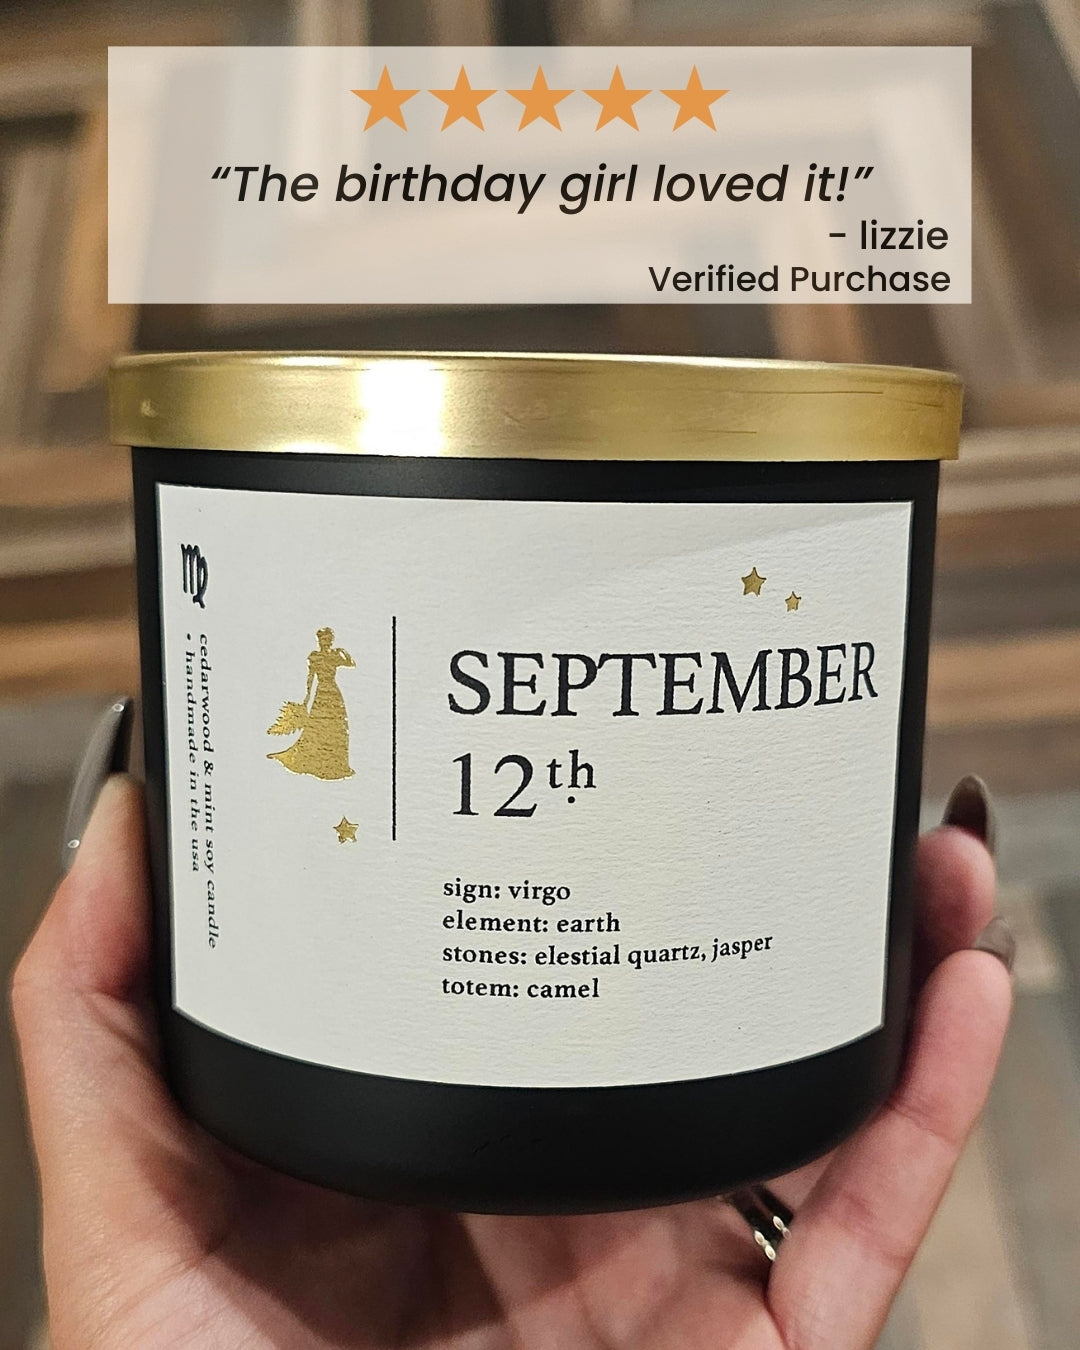 “The birthday girl loved it!”
- lizzie
Verified Purchase
cedarwood & mint soy candle
• handmade in the usa
SEPTEMBER
12th
sign: virgo
element: earth
stones: elestial quartz, jasper
totem: camel